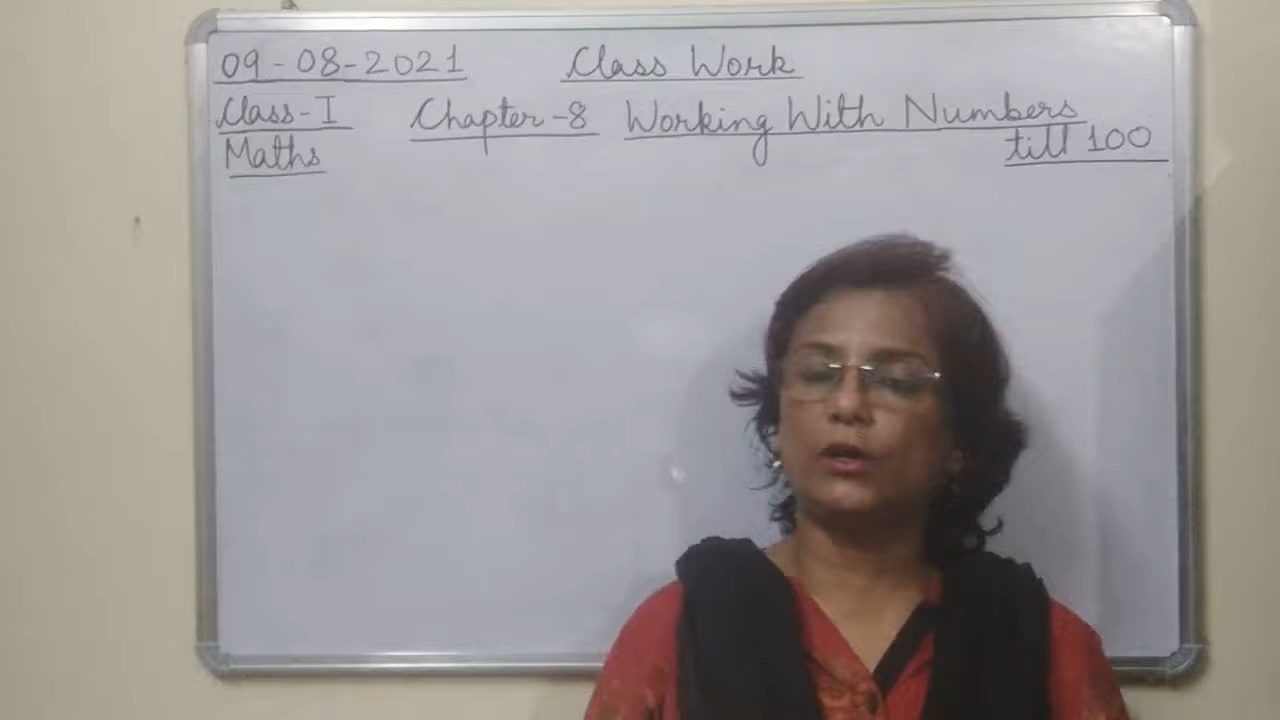 09-08-2021 Class Work
Class-I Chapter-8 Working With Numbers
Maths till 100